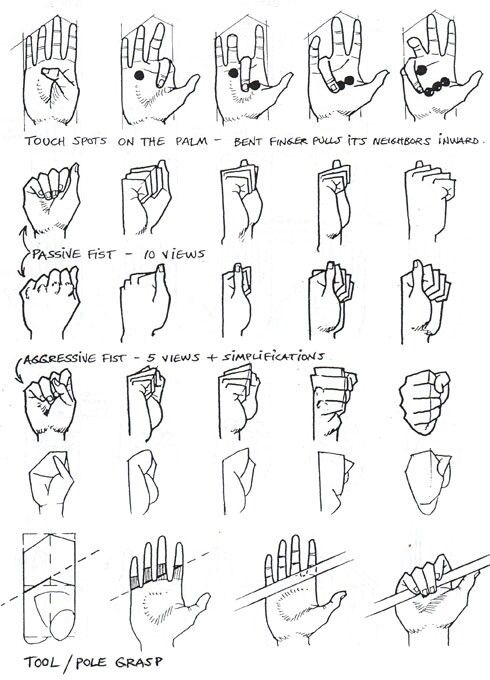 TOUCH SPOTS ON THE PALM - BENT FINGER PULLS ITS NEIGHBORS INWARD.
PASSIVE FIST - 10 VIEWS
AGGRESSIVE FIST - 5 VIEWS + SIMPLIFICATIONS
TOOL / POLE GRASP